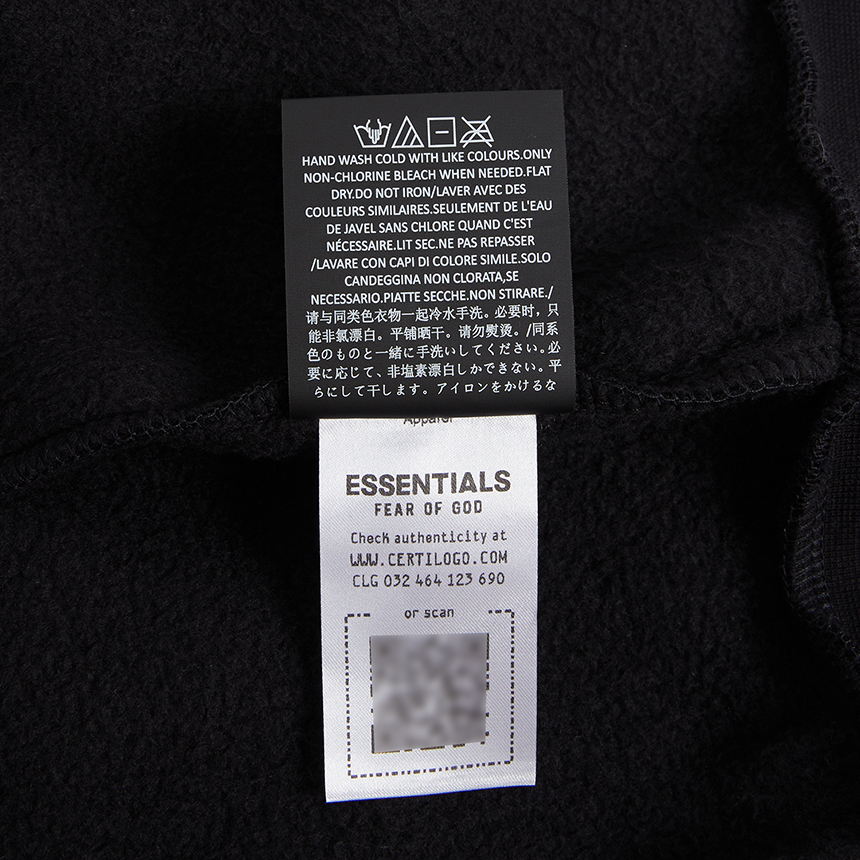 HAND WASH COLD WITH LIKE COLOURS.ONLY
NON-CHLORINE BLEACH WHEN NEEDED.FLAT
DRY.DO NOT IRON/LAVER AVEC DES
COULEURS SIMILAIRES.SEULEMENT DE L'EAU
DE JAVEL SANS CHLORE QUAND C'EST
NÉCESSAIRE.LIT SEC.NE PAS REPASSER
/LAVARE CON CAPI DI COLORE SIMILE.SOLO
CANDEGGINA NON CLORATA,SE
NECESSARIO.PIATTE SECCHE.NON STIRARE./
请与同类色衣物一起冷水手洗。必要时，只
能非氯漂白。平铺晒干。请勿熨烫。/同系
色のものと一緒に手洗いしてください。必
要に応じて、非塩素漂白しかできない。平
らにして干します。アイロンをかけるな
Apparel
ESSENTIALS
FEAR OF GOD
Check authenticity at
WWW.CERTILOGO.COM
CLG 032 464 123 690
or scan